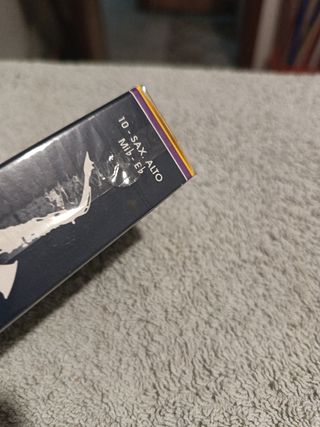 10 - SAX. ALTO
Mi♭ - E♭